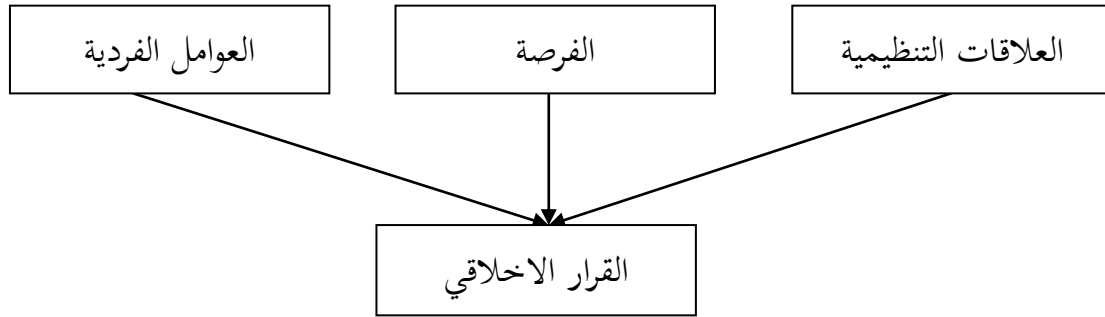 العلاقات التنظيمية
الفرصة
العوامل الفردية
القرار الاخلاقي